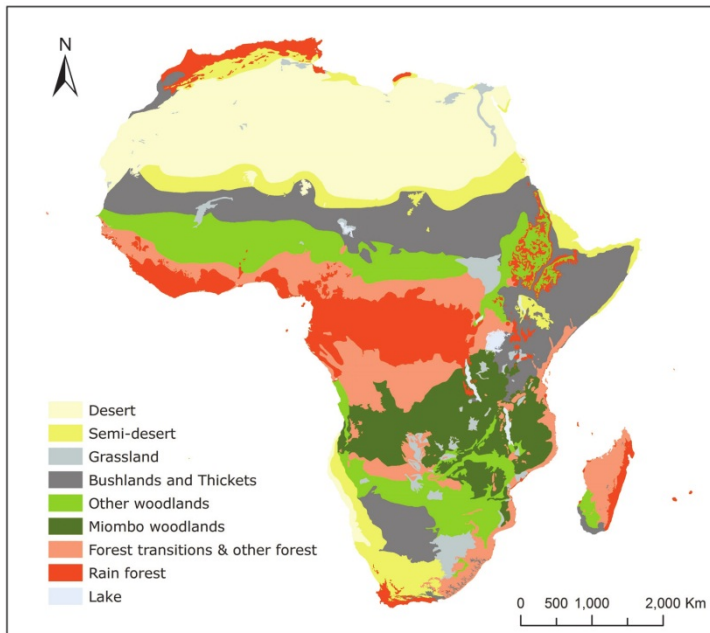 N
Desert
Semi-desert
Grassland
Bushlands and Thickets
Other woodlands
Miombo woodlands
Forest transitions & other forest
Rain forest
Lake
0 500 1,000 2,000 Km